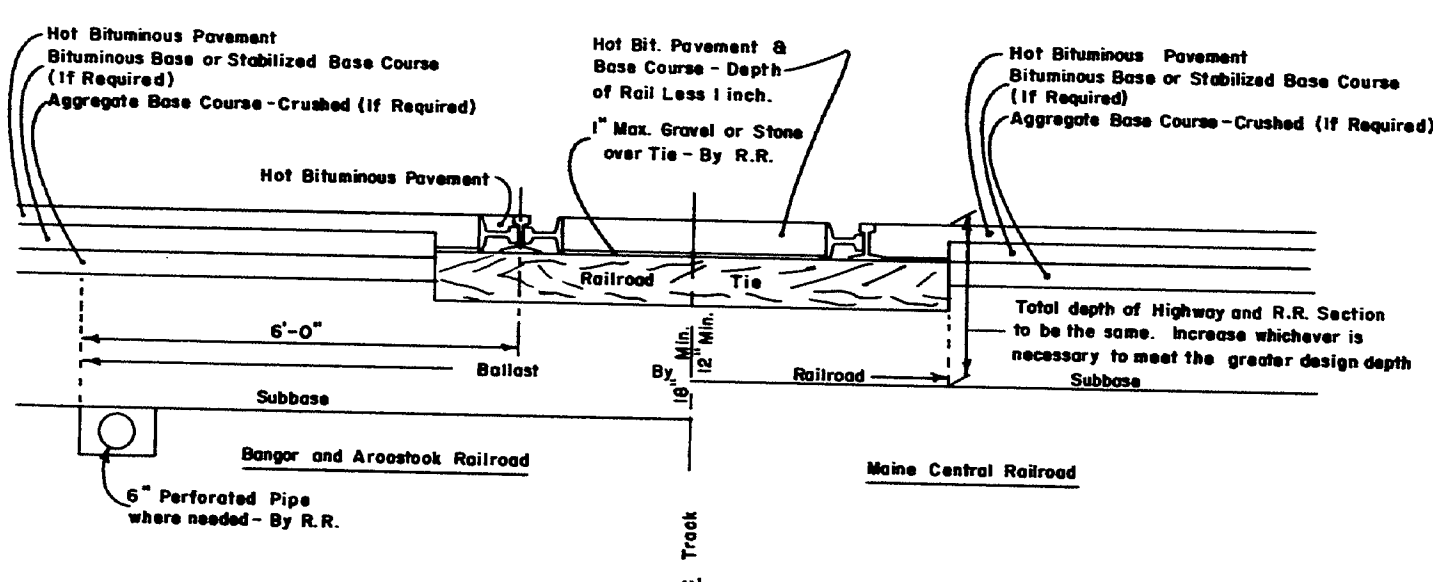 Hot Bituminous Pavement
Bituminous Base or Stabilized Base Course
(If Required)
Aggregate Base Course-Crushed (If Required)
Hot Bituminous Pavement
Hot Bit. Pavement &
Base Course - Depth
of Rail Less 1 inch.
1" Max. Gravel or Stone
over Tie - By R.R.
Hot Bituminous Pavement
Bituminous Base or Stabilized Base Course
(If Required)
Aggregate Base Course-Crushed (If Required)
Railroad Tie
6'-0"
Ballast By Railroad
18" Min.
12" Min.
Total depth of Highway and R.R. Section
to be the same. Increase whichever is
necessary to meet the greater design depth
Subbase
Subbase
Bangor and Aroostook Railroad
Maine Central Railroad
6" Perforated Pipe
where needed - By R.R.
Track